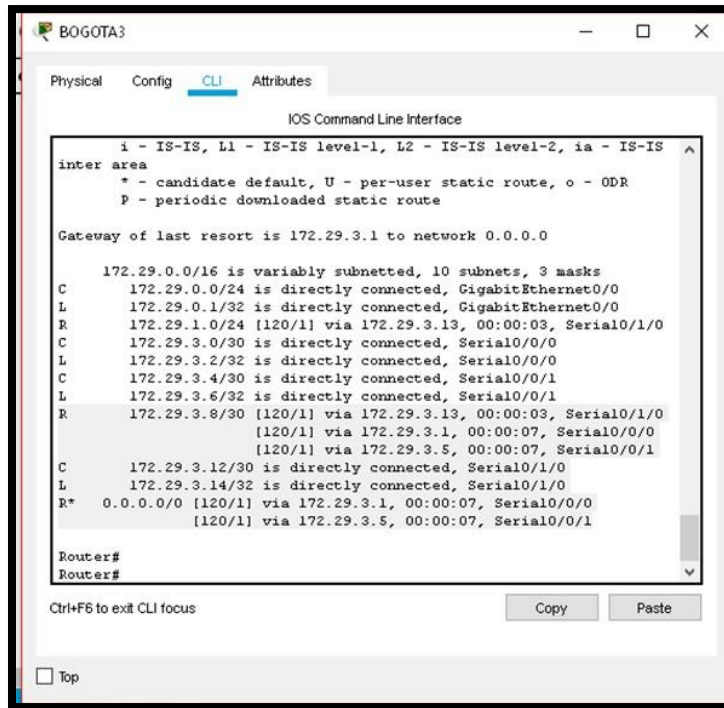 BOGOTA3
Physical Config CLI Attributes
IOS Command Line Interface
i - IS-IS, L1 - IS-IS level-1, L2 - IS-IS level-2, ia - IS-IS
inter area
* - candidate default, U - per-user static route, o - ODR
P - periodic downloaded static route
Gateway of last resort is 172.29.3.1 to network 0.0.0.0
172.29.0.0/16 is variably subnetted, 10 subnets, 3 masks
C 172.29.0.0/24 is directly connected, GigabitEthernet0/0
L 172.29.0.1/32 is directly connected, GigabitEthernet0/0
R 172.29.1.0/24 [120/1] via 172.29.3.13, 00:00:03, Serial0/1/0
C 172.29.3.0/30 is directly connected, Serial0/0/0
L 172.29.3.2/32 is directly connected, Serial0/0/0
C 172.29.3.4/30 is directly connected, Serial0/0/1
L 172.29.3.6/32 is directly connected, Serial0/0/1
R 172.29.3.8/30 [120/1] via 172.29.3.13, 00:00:03, Serial0/1/0
[120/1] via 172.29.3.1, 00:00:07, Serial0/0/0
[120/1] via 172.29.3.5, 00:00:07, Serial0/0/1
C 172.29.3.12/30 is directly connected, Serial0/1/0
L 172.29.3.14/32 is directly connected, Serial0/1/0
R* 0.0.0.0/0 [120/1] via 172.29.3.1, 00:00:07, Serial0/0/0
[120/1] via 172.29.3.5, 00:00:07, Serial0/0/1
Router#
Router#
Ctrl+F6 to exit CLI focus
Copy Paste
Top